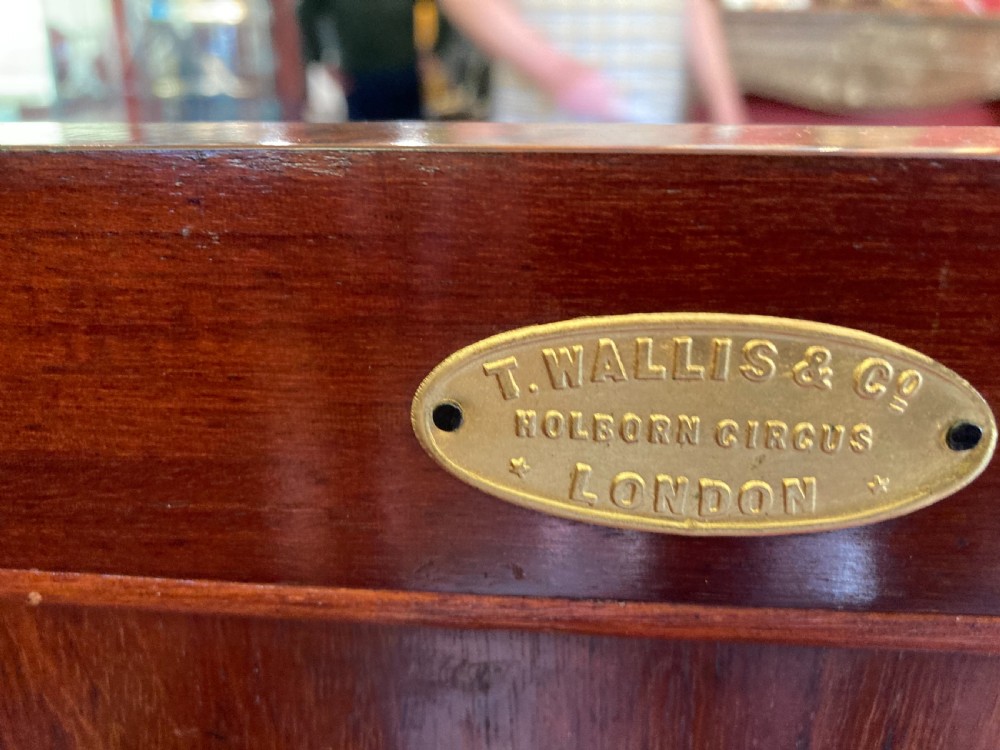 T. WALLIS & Co
HOLBORN CIRCUS
LONDON